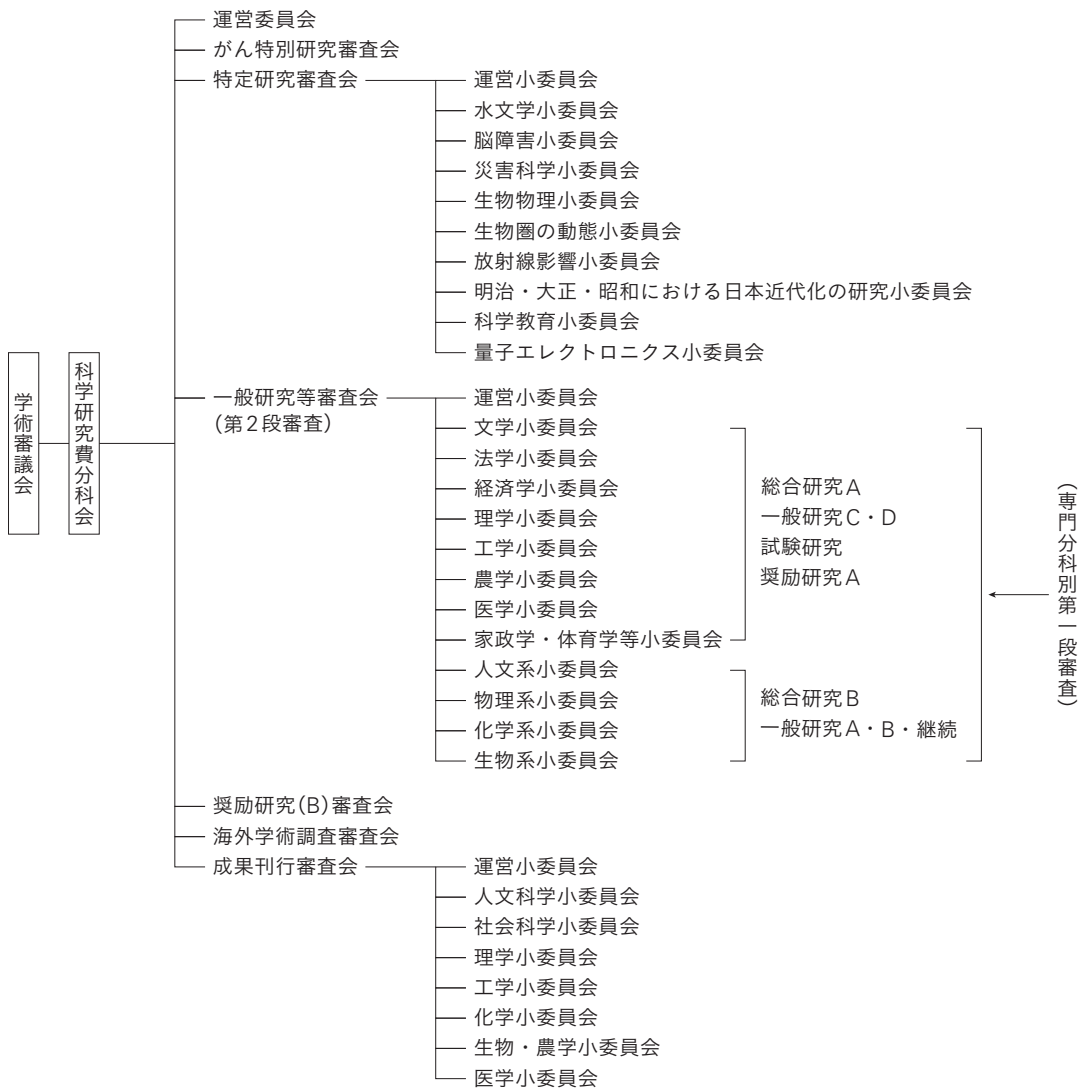 学術審議会
科学研究費分科会
運営委員会
がん特別研究審査会
特定研究審査会
運営小委員会
水文学小委員会
脳障害小委員会
災害科学小委員会
生物物理小委員会
生物圏の動態小委員会
放射線影響小委員会
明治・大正・昭和における日本近代化の研究小委員会
科学教育小委員会
量子エレクトロニクス小委員会
一般研究等審査会
(第2段審査)
運営小委員会
文学小委員会
法学小委員会
経済学小委員会
理学小委員会
工学小委員会
農学小委員会
医学小委員会
家政学・体育学等小委員会
総合研究A
一般研究C・D
試験研究
奨励研究A
人文系小委員会
物理系小委員会
化学系小委員会
生物系小委員会
総合研究B
一般研究A・B・継続
(専門分科別第一段審査)
奨励研究(B)審査会
海外学術調査審査会
成果刊行審査会
運営小委員会
人文科学小委員会
社会科学小委員会
理学小委員会
工学小委員会
化学小委員会
生物・農学小委員会
医学小委員会